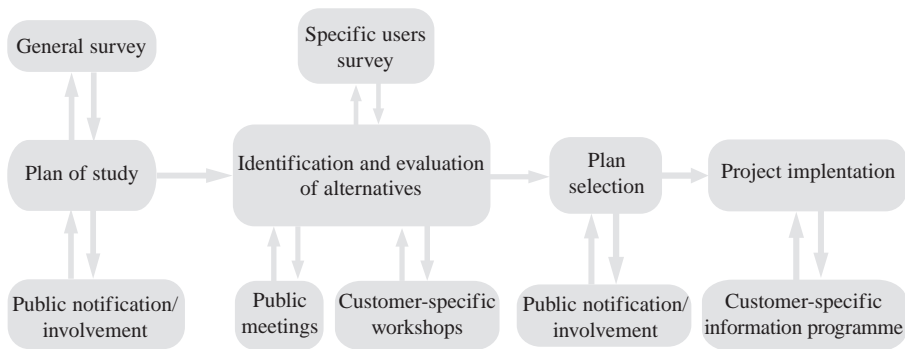 General survey
Specific users
survey
Plan of study
Identification and evaluation
of alternatives
Plan
selection
Project implentation
Public notification/
involvement
Public
meetings
Customer-specific
workshops
Public notification/
involvement
Customer-specific
information programme